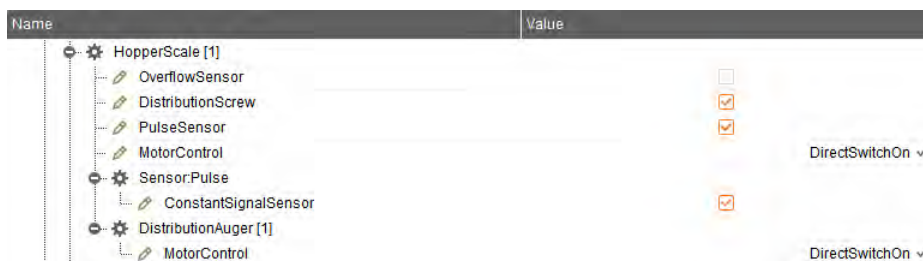 Name Value
HopperScale [1]
OverflowSensor
DistributionScrew
PulseSensor
MotorControl DirectSwitchOn
Sensor:Pulse
ConstantSignalSensor
DistributionAuger [1]
MotorControl DirectSwitchOn